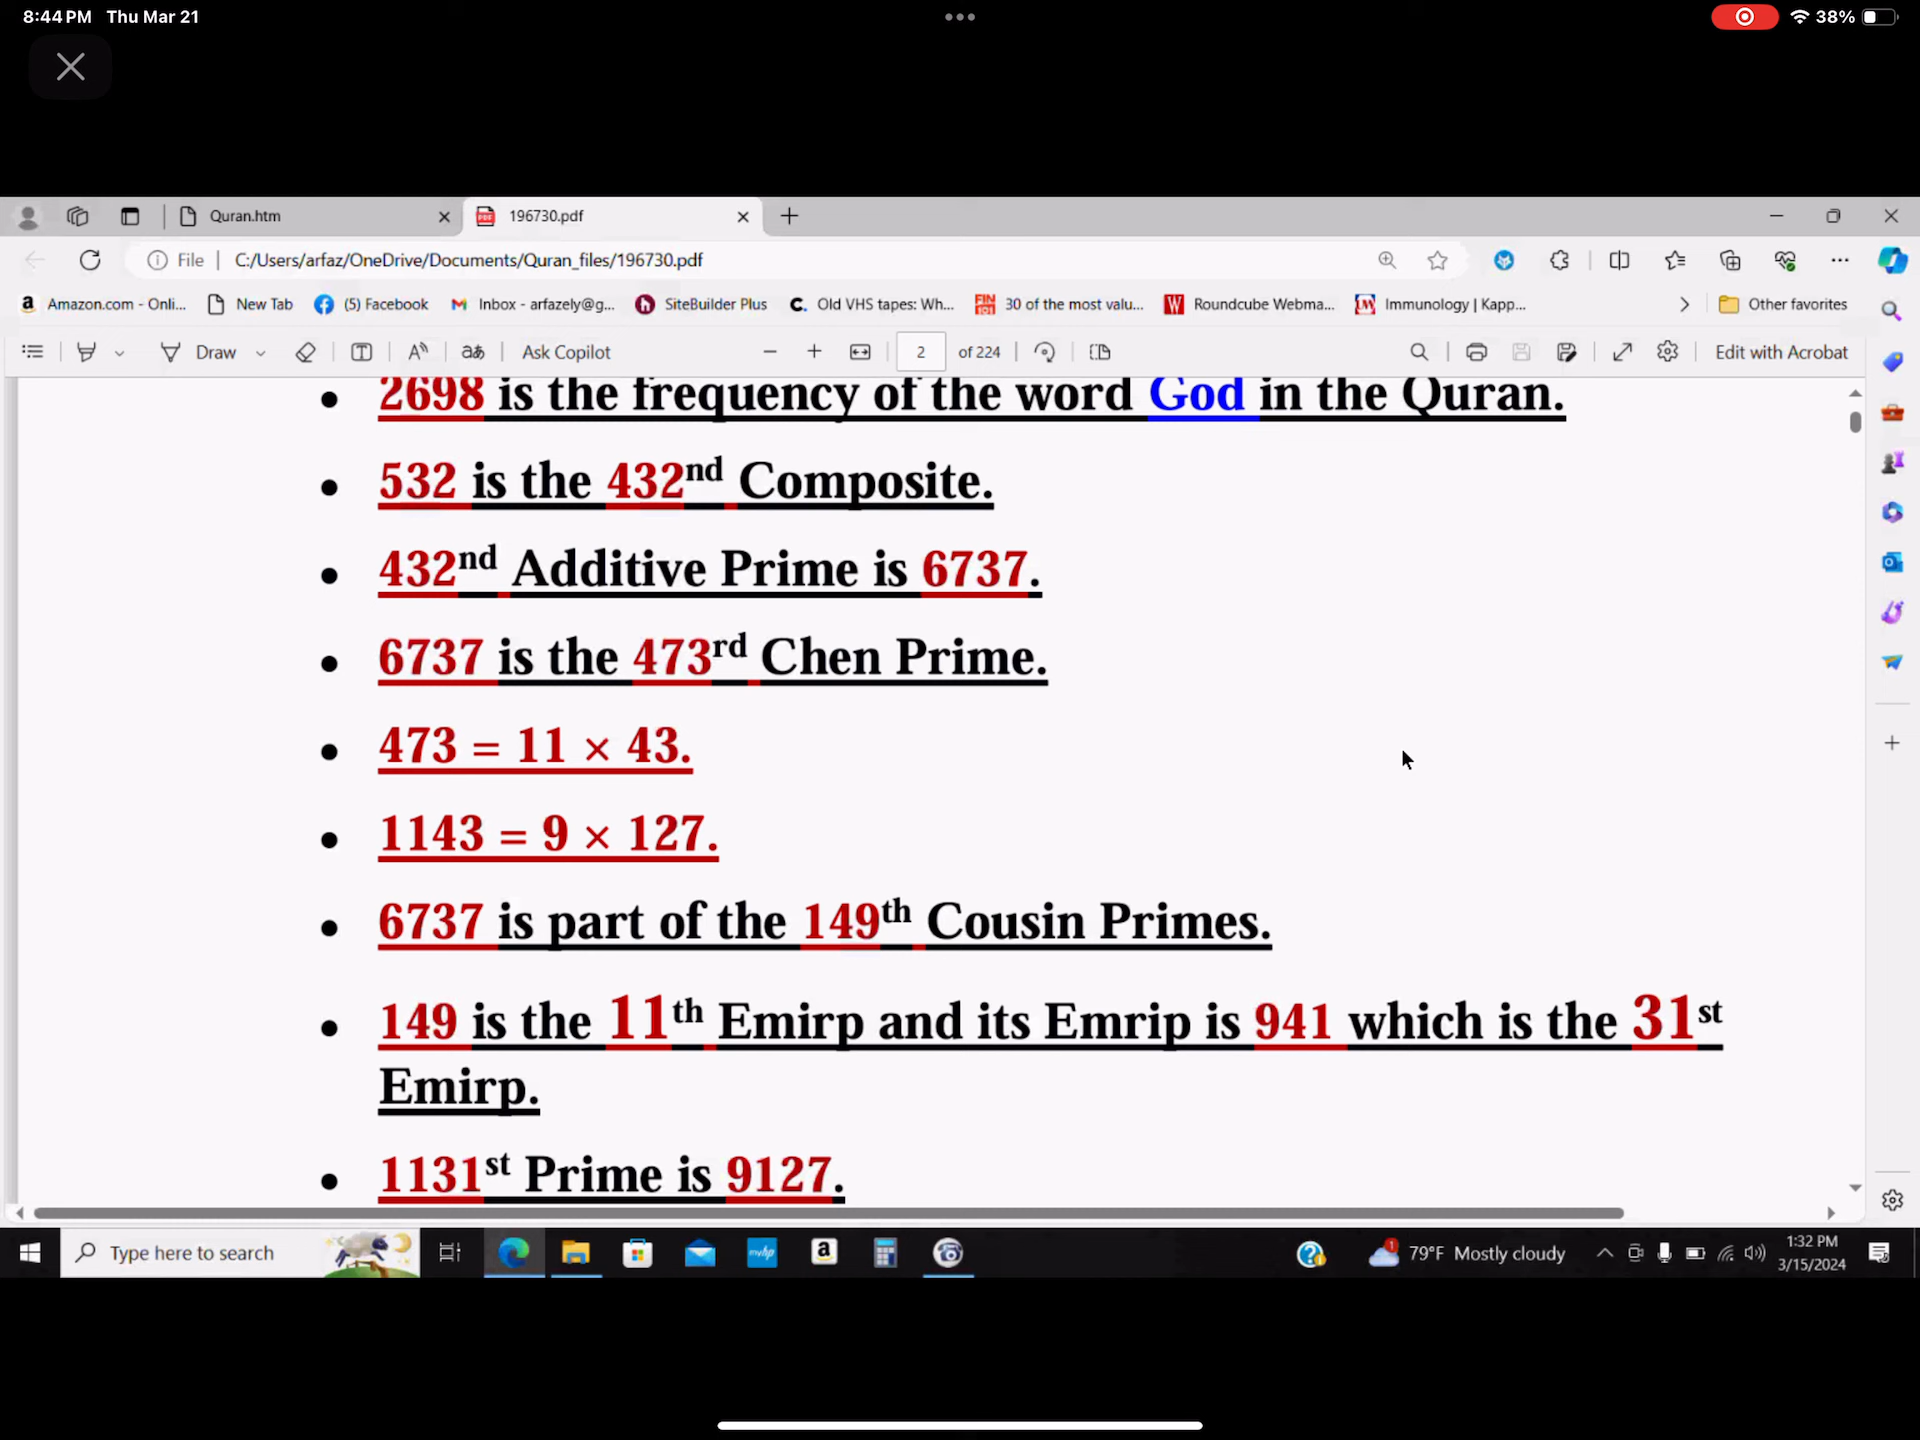 8:44 PM Thu Mar 21
38%
Quran.htm
196730.pdf
File
C:/Users/arfaz/OneDrive/Documents/Quran_files/196730.pdf
Amazon.com - Onli...
New Tab
(5) Facebook
Inbox - arfazely@g...
SiteBuilder Plus
Old VHS tapes: Wh...
30 of the most valu...
Roundcube Webma...
Immunology | Kapp...
Other favorites
Draw
Ask Copilot
2 of 224
Edit with Acrobat
• 2698 is the frequency of the word God in the Quran.
• 532 is the 432nd Composite.
• 432nd Additive Prime is 6737.
• 6737 is the 473rd Chen Prime.
• 473 = 11 × 43.
• 1143 = 9 × 127.
• 6737 is part of the 149th Cousin Primes.
• 149 is the 11th Emirp and its Emrip is 941 which is the 31st
Emirp.
• 1131st Prime is 9127.
Type here to search
79°F Mostly cloudy
1:32 PM
3/15/2024